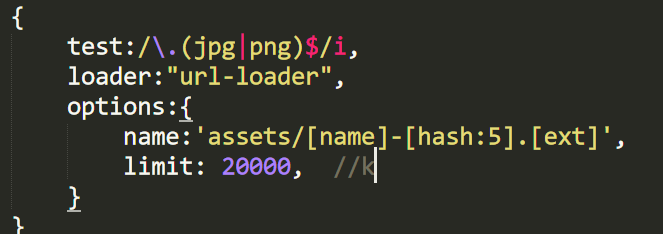 {
test:/\.(jpg|png)$/i,
loader:"url-loader",
options:{
name:'assets/[name]-[hash:5].[ext]',
limit: 20000,  //k
}
}